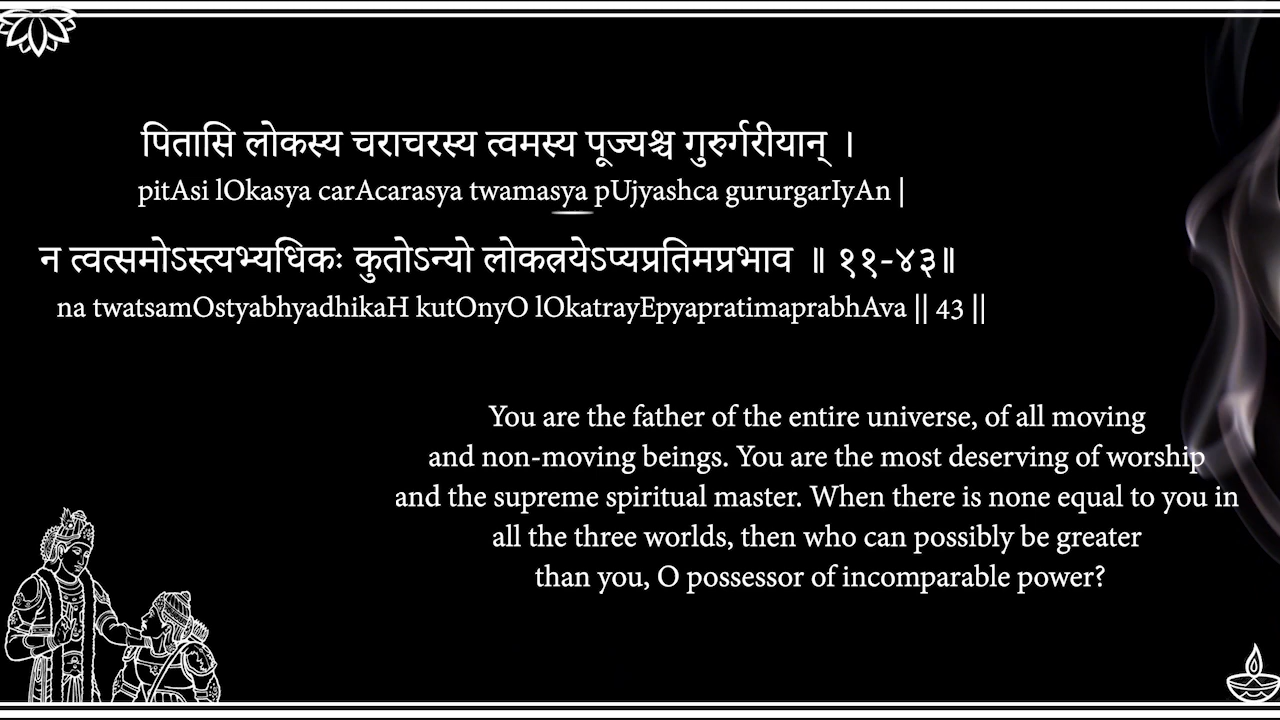 पितासि लोकस्य चराचरस्य त्वमस्य पूज्यश्च गुरुर्गरीयान् ।
pitAsi lOkasya carAcarasya twamasya pUjyashca gururgarIyAn |
न त्वत्समोऽस्त्यभ्यधिकः कुतोऽन्यो लोकत्रयेऽप्यप्रतिमप्रभाव ॥ ११-४३॥
na twatsamOstyabhyadhikaH kutOnyO lOkatrayEpyapratimaprabhAva || 43 ||
You are the father of the entire universe, of all moving
and non-moving beings. You are the most deserving of worship
and the supreme spiritual master. When there is none equal to you in
all the three worlds, then who can possibly be greater
than you, O possessor of incomparable power?